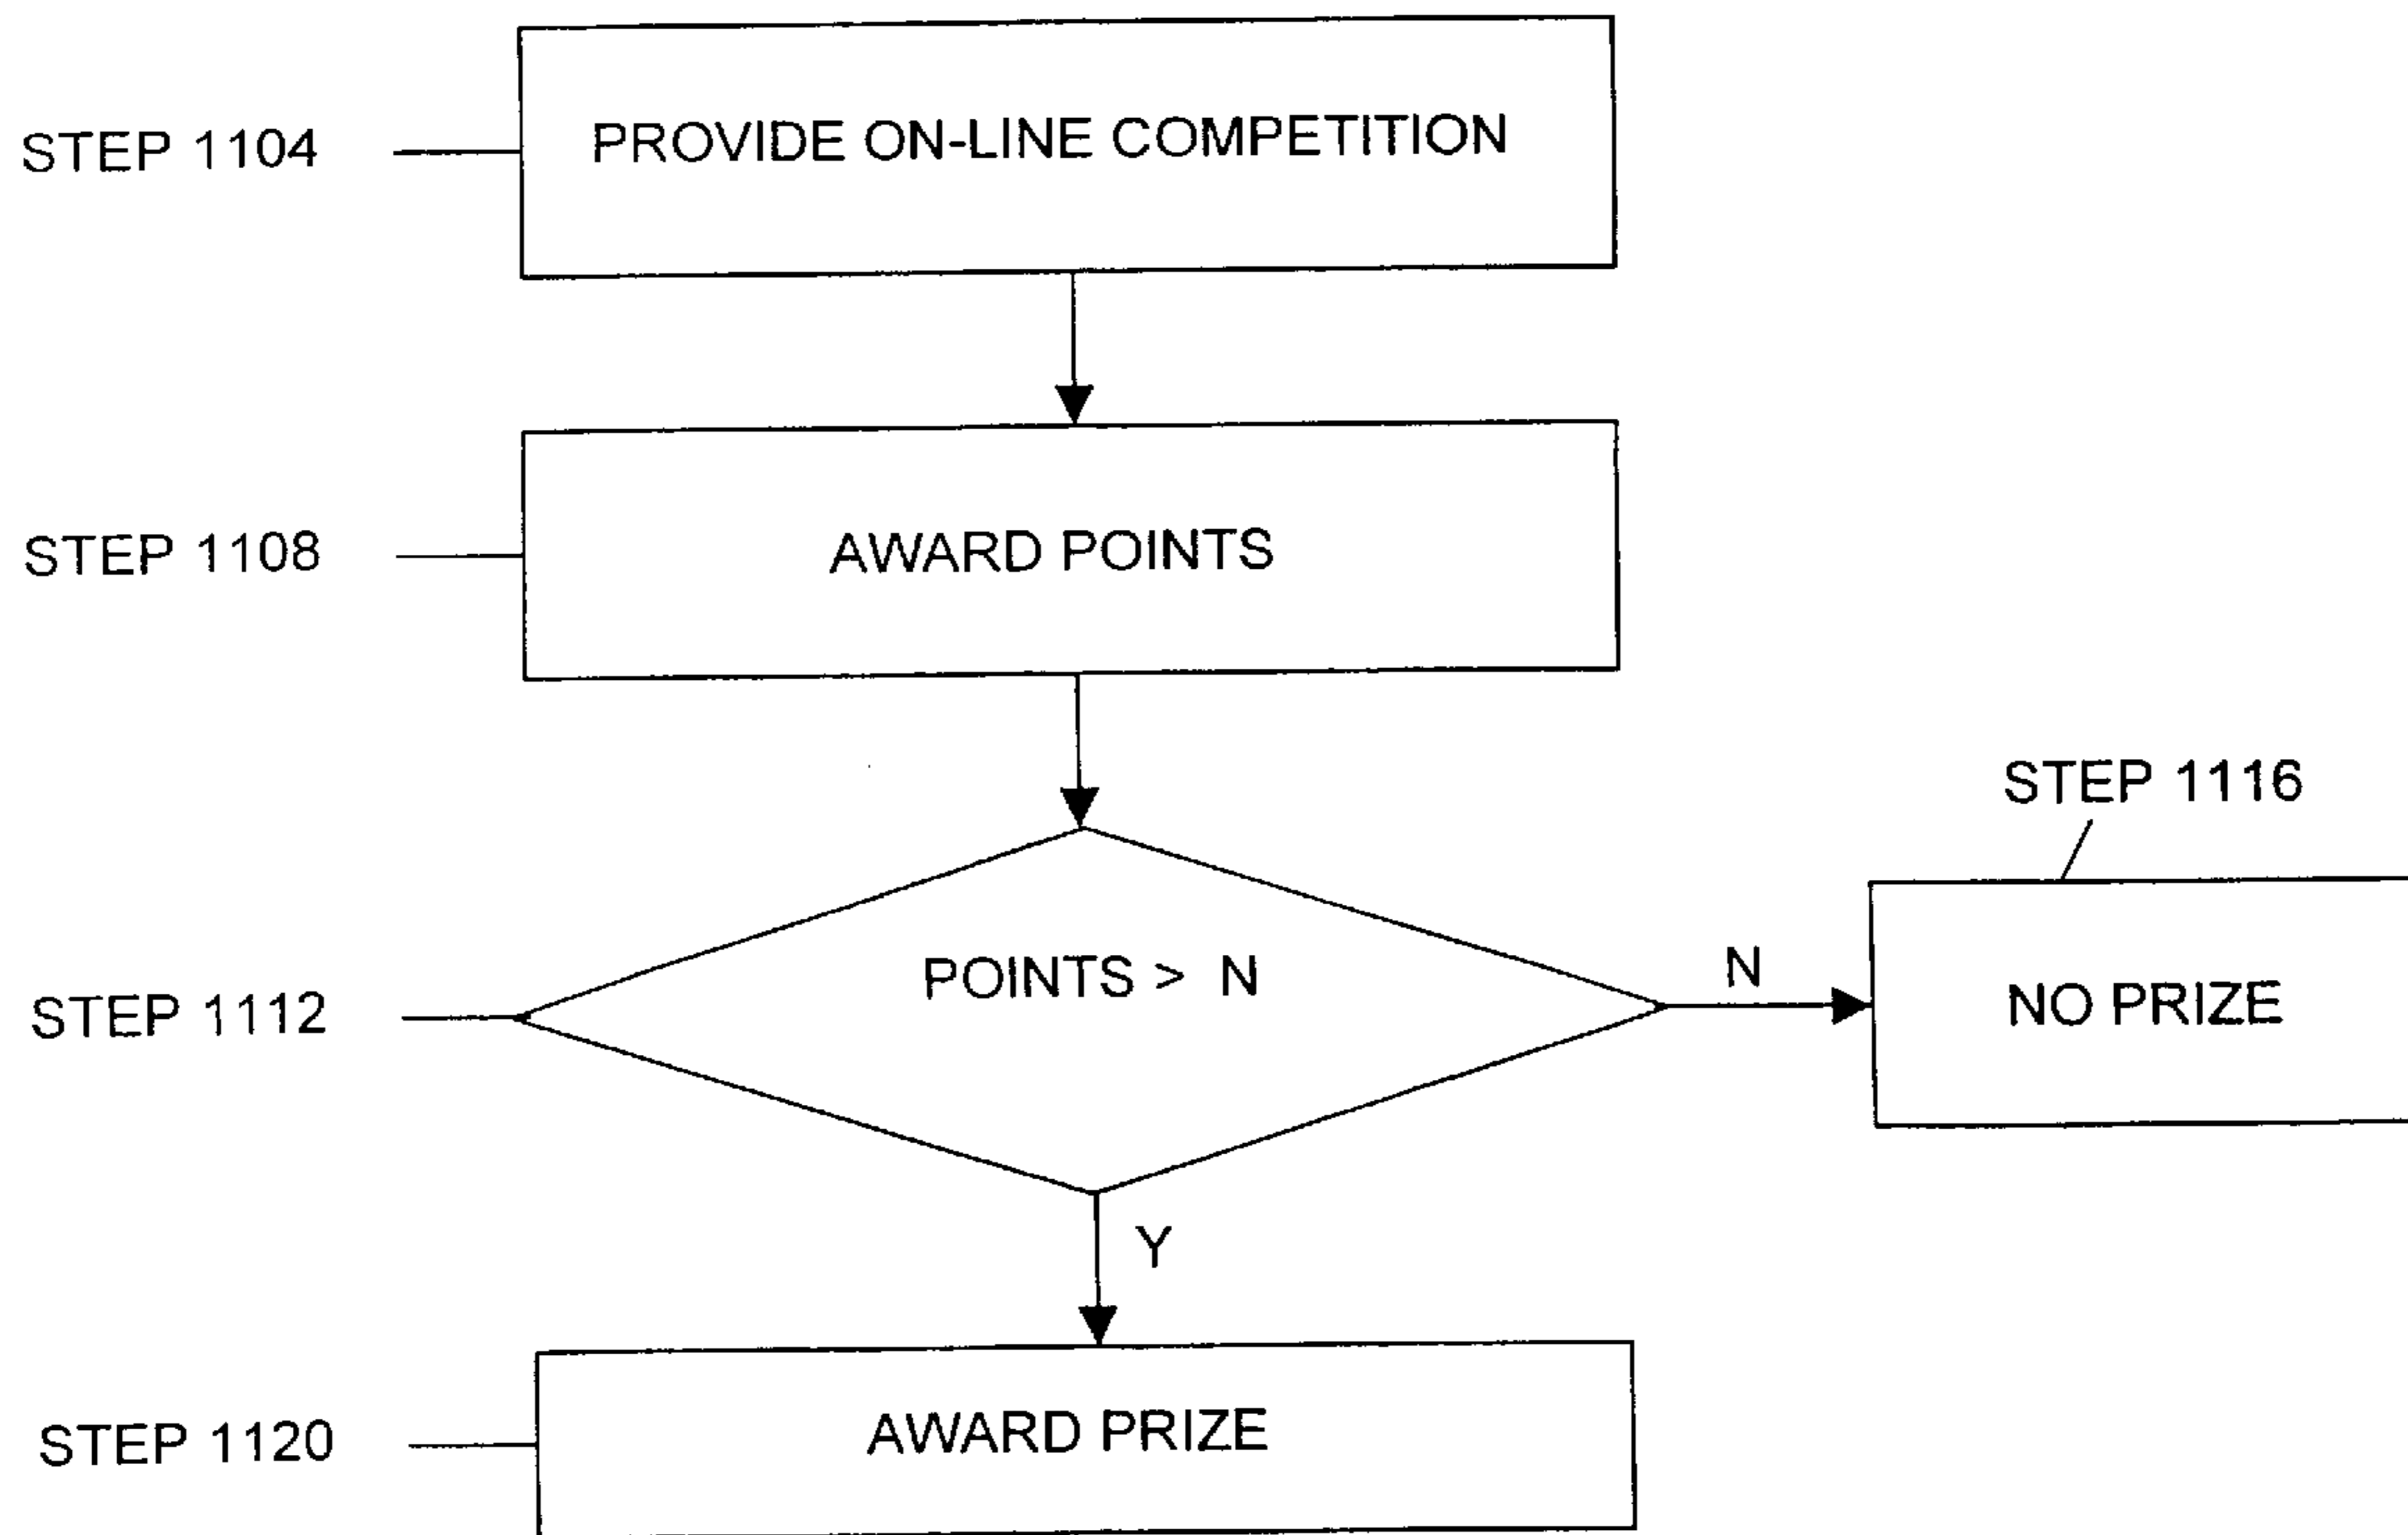 STEP 1104
PROVIDE ON-LINE COMPETITION
STEP 1108
AWARD POINTS
STEP 1116
STEP 1112
POINTS > N
N
NO PRIZE
Y
STEP 1120
AWARD PRIZE